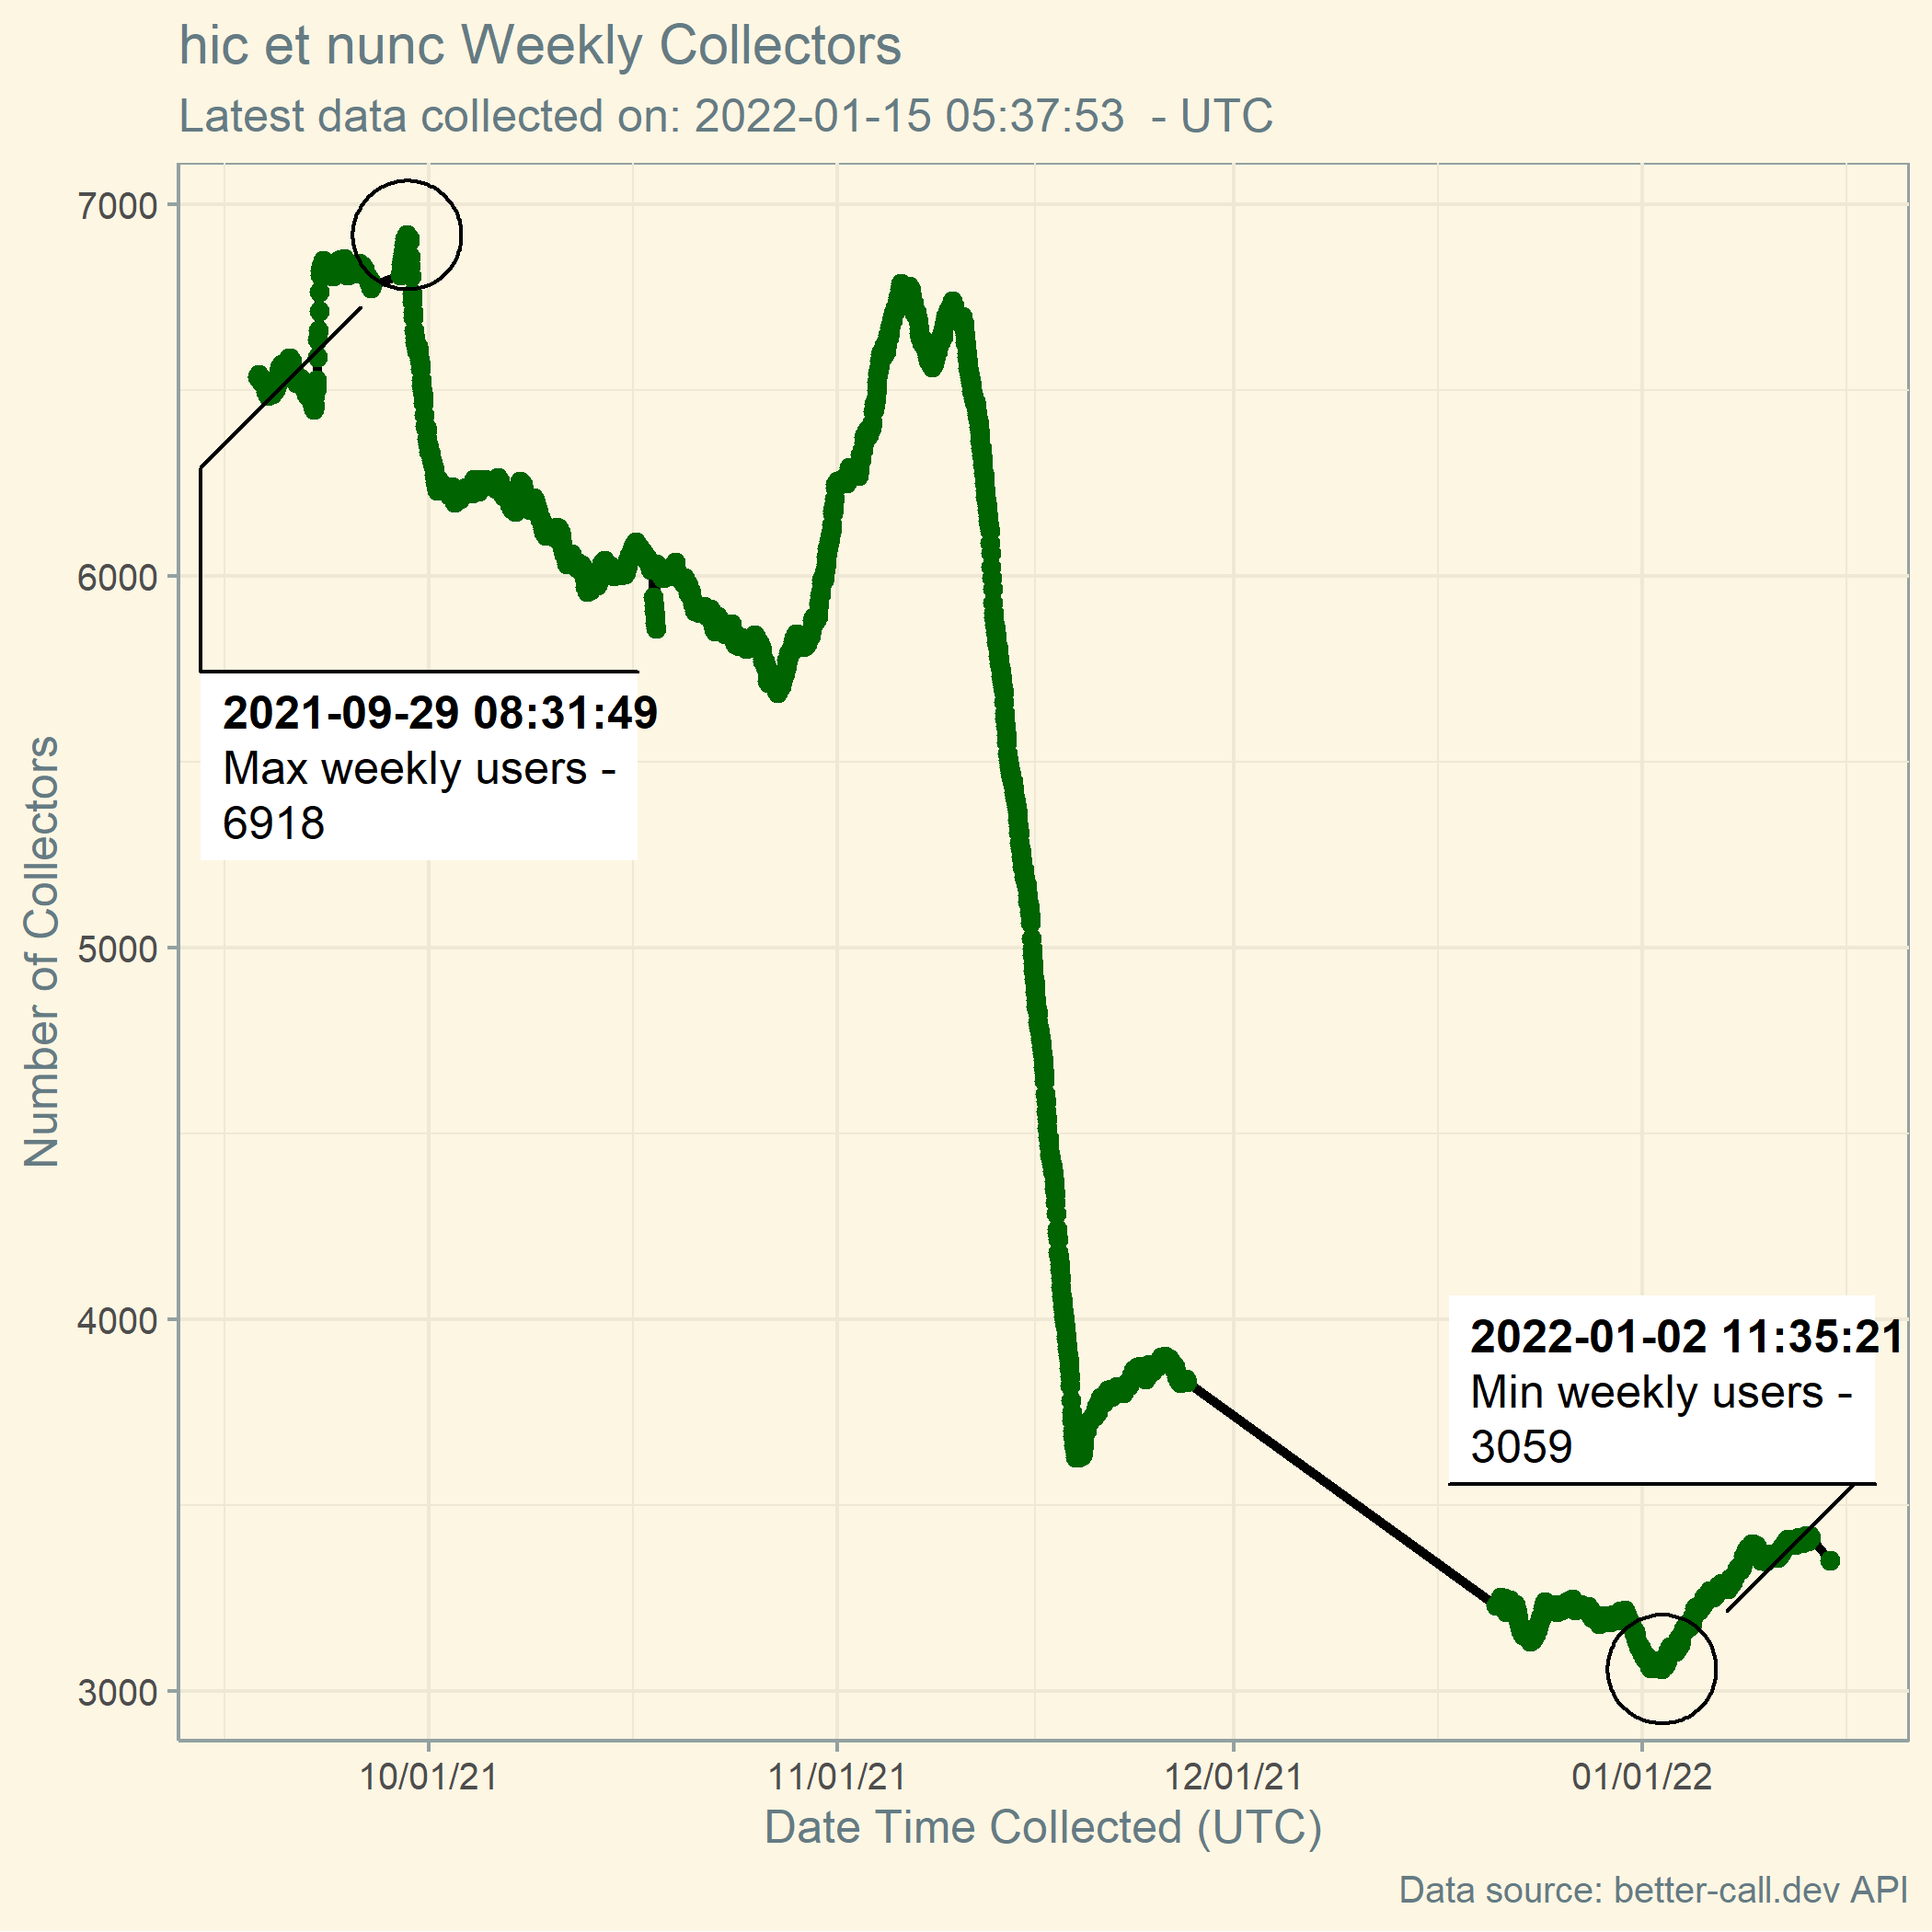 hic et nunc Weekly Collectors
Latest data collected on: 2022-01-15 05:37:53  - UTC
7000
6000
5000
4000
3000
Number of Collectors
2021-09-29 08:31:49
Max weekly users -
6918
2022-01-02 11:35:21
Min weekly users -
3059
10/01/21
11/01/21
12/01/21
01/01/22
Date Time Collected (UTC)
Data source: better-call.dev API